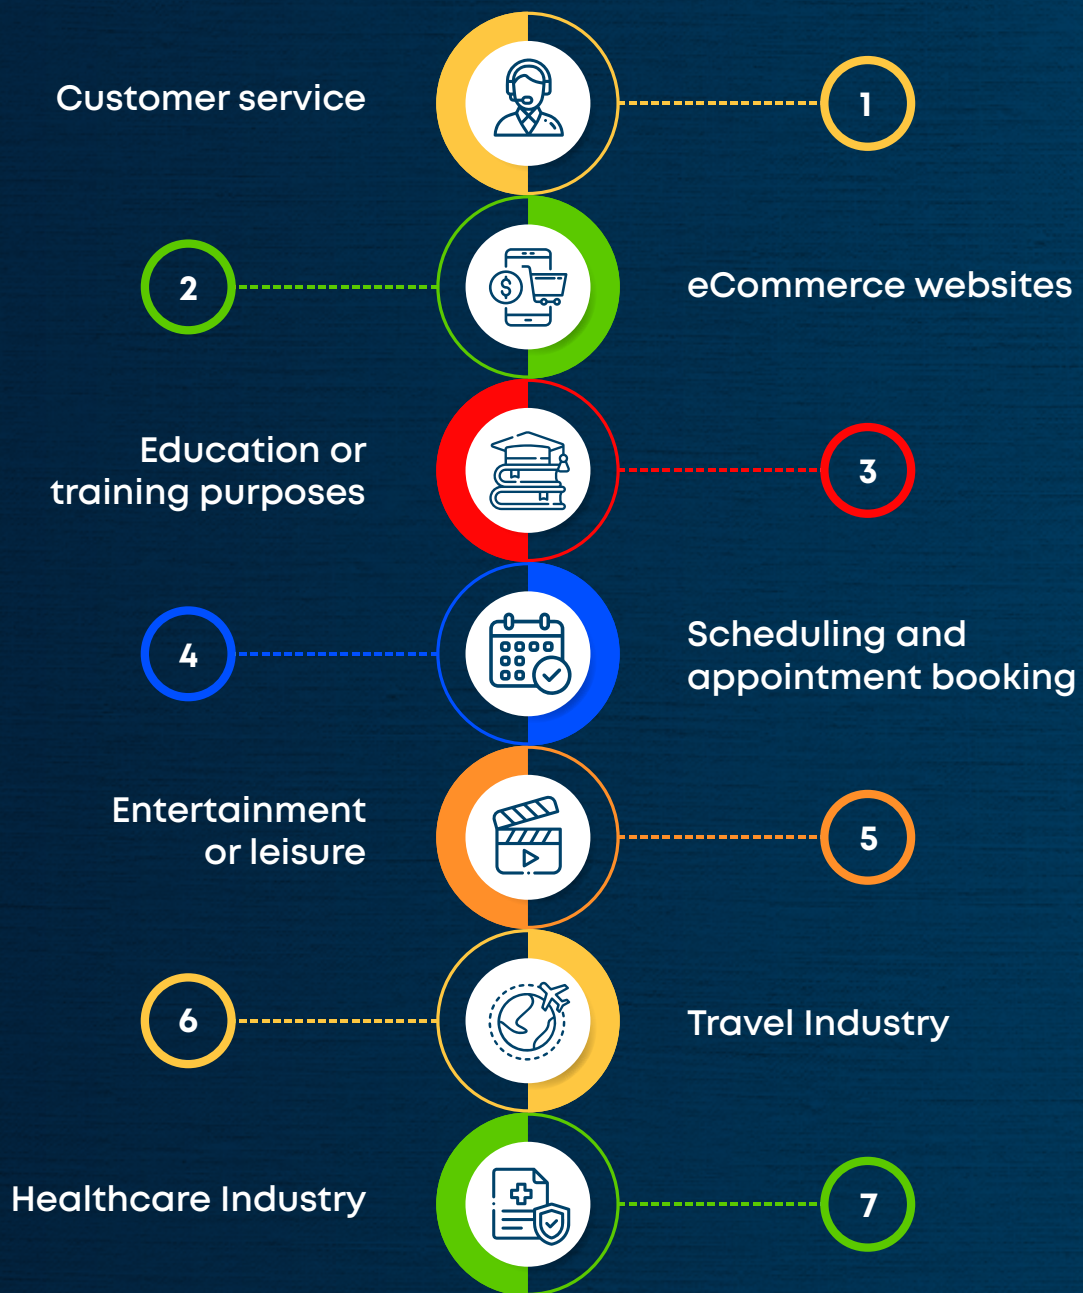 Customer service
1
2
eCommerce websites
Education or
training purposes
3
4
Scheduling and
appointment booking
Entertainment
or leisure
5
6
Travel Industry
Healthcare Industry
7
$